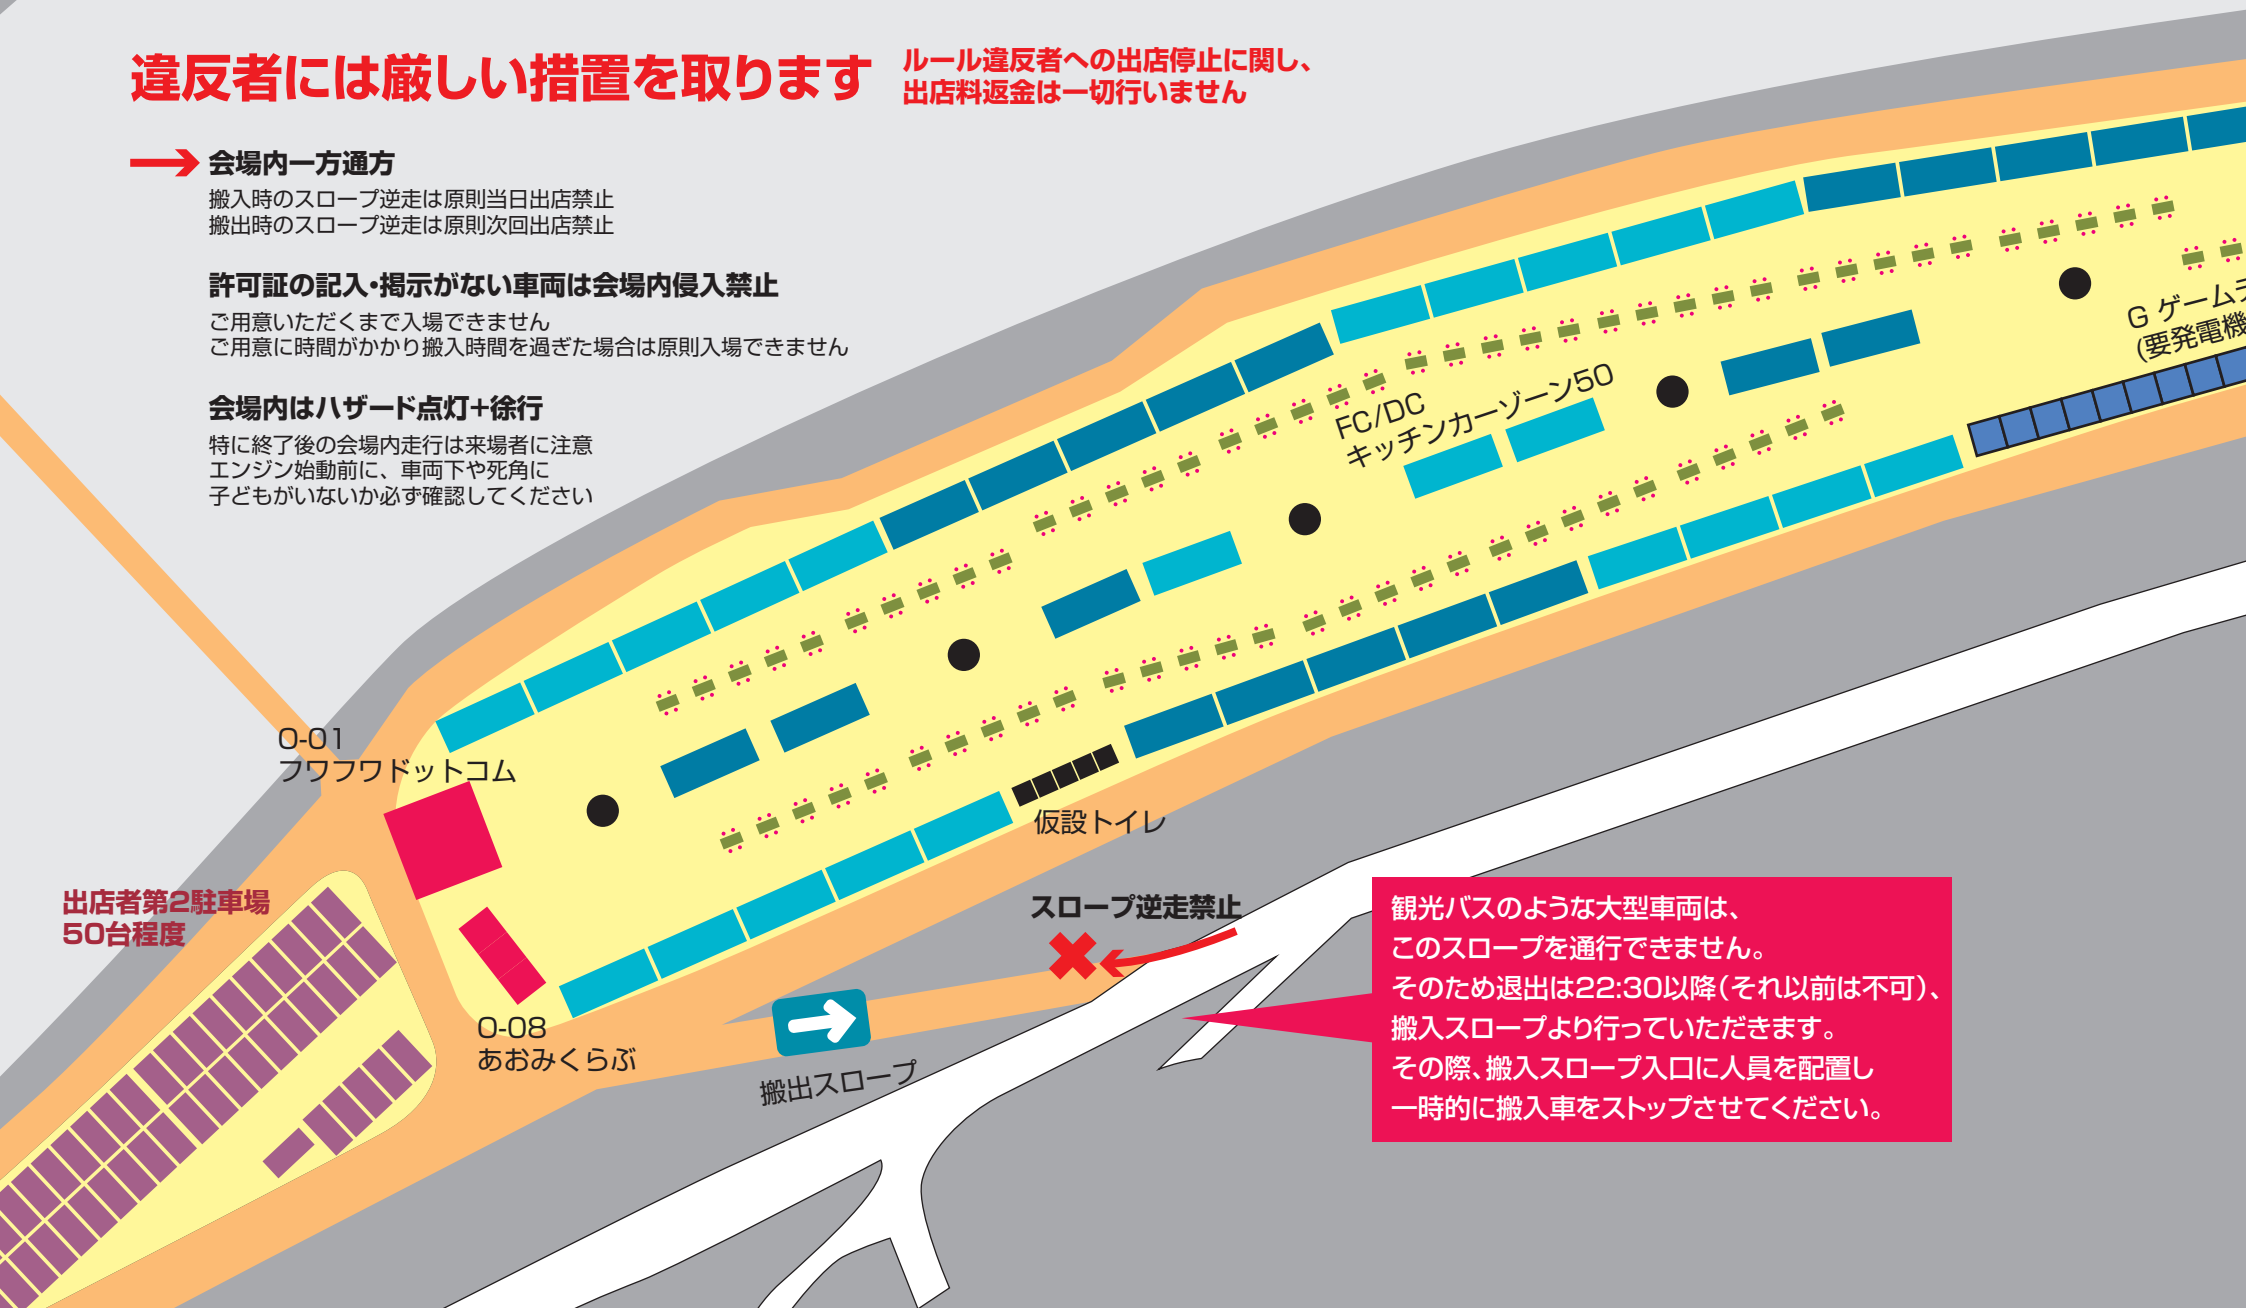 違反者には厳しい措置を取ります
ルール違反者への出店停止に関し、
出店料返金は一切行いません
会場内一方通方
搬入時のスロープ逆走は原則当日出店禁止
搬出時のスロープ逆走は原則次回出店禁止
許可証の記入・掲示がない車両は会場内侵入禁止
ご用意いただくまで入場できません
ご用意に時間がかかり搬入時間を過ぎた場合は原則入場できません
会場内はハザード点灯+徐行
特に終了後の会場内走行は来場者に注意
エンジン始動前に、車両下や死角に
子どもがいないか必ず確認してください
G ゲーム
(要発電機
FC/DC
キッチンカーゾーン50
O-01
フワフワドットコム
仮設トイレ
出店者第2駐車場
50台程度
スロープ逆走禁止
O-08
あおみくらぶ
搬出スロープ
観光バスのような大型車両は、
このスロープを通行できません。
そのため退出は22:30以降(それ以前は不可)、
搬入スロープより行っていただきます。
その際、搬入スロープ入口に人員を配置し
一時的に搬入車をストップさせてください。